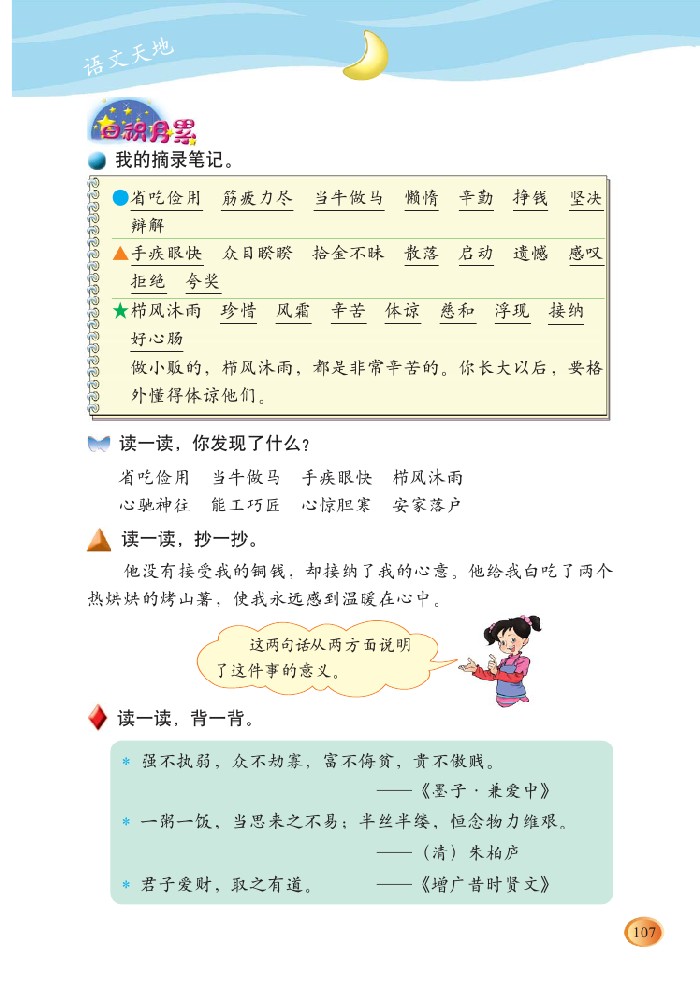 语文天地
日积月累
我的摘录笔记。
省吃俭用 筋疲力尽 当牛做马 懒惰 辛勤 挣钱 坚决
辩解
手疾眼快 众目睽睽 拾金不昧 散落 启动 遗憾 感叹
拒绝 夸奖
栉风沐雨 珍惜 风霜 辛苦 体谅 慈和 浮现 接纳
好心肠
做小贩的，栉风沐雨，都是非常辛苦的。你长大以后，要格
外懂得体谅他们。
读一读，你发现了什么？
省吃俭用 当牛做马 手疾眼快 栉风沐雨
心驰神往 能工巧匠 心惊胆寒 安家落户
读一读，抄一抄。
他没有接受我的铜钱，却接纳了我的心意。他给我白吃了两个
热烘烘的烤山薯，使我永远感到温暖在心中。
这两句话从两方面说明
了这件事的意义。
读一读，背一背。
* 强不执弱，众不劫寡，富不侮贫，贵不傲贱。
——《墨子·兼爱中》
* 一粥一饭，当思来之不易；半丝半缕，恒念物力维艰。
——（清）朱柏庐
* 君子爱财，取之有道。 ——《增广昔时贤文》
107